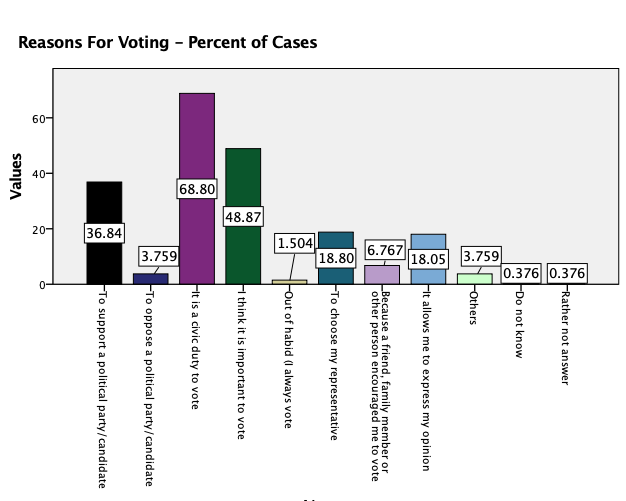 Reasons For Voting – Percent of Cases
Values
60
40
20
0
36.84
3.759
68.80
48.87
1.504
18.80
6.767
18.05
3.759
0.376
0.376
To support a political party/candidate
To oppose a political party/candidate
It is a civic duty to vote
I think it is important to vote
Out of habid (I always vote
To choose my representative
Because a friend, family member or
other person encouraged me to vote
It allows me to express my opinion
Others
Do not know
Rather not answer